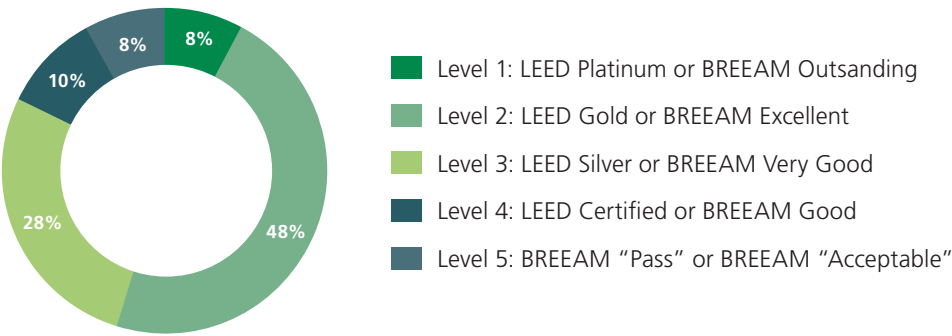 8%
8%
10%
28%
48%
Level 1: LEED Platinum or BREEAM Outsanding
Level 2: LEED Gold or BREEAM Excellent
Level 3: LEED Silver or BREEAM Very Good
Level 4: LEED Certified or BREEAM Good
Level 5: BREEAM “Pass” or BREEAM “Acceptable”